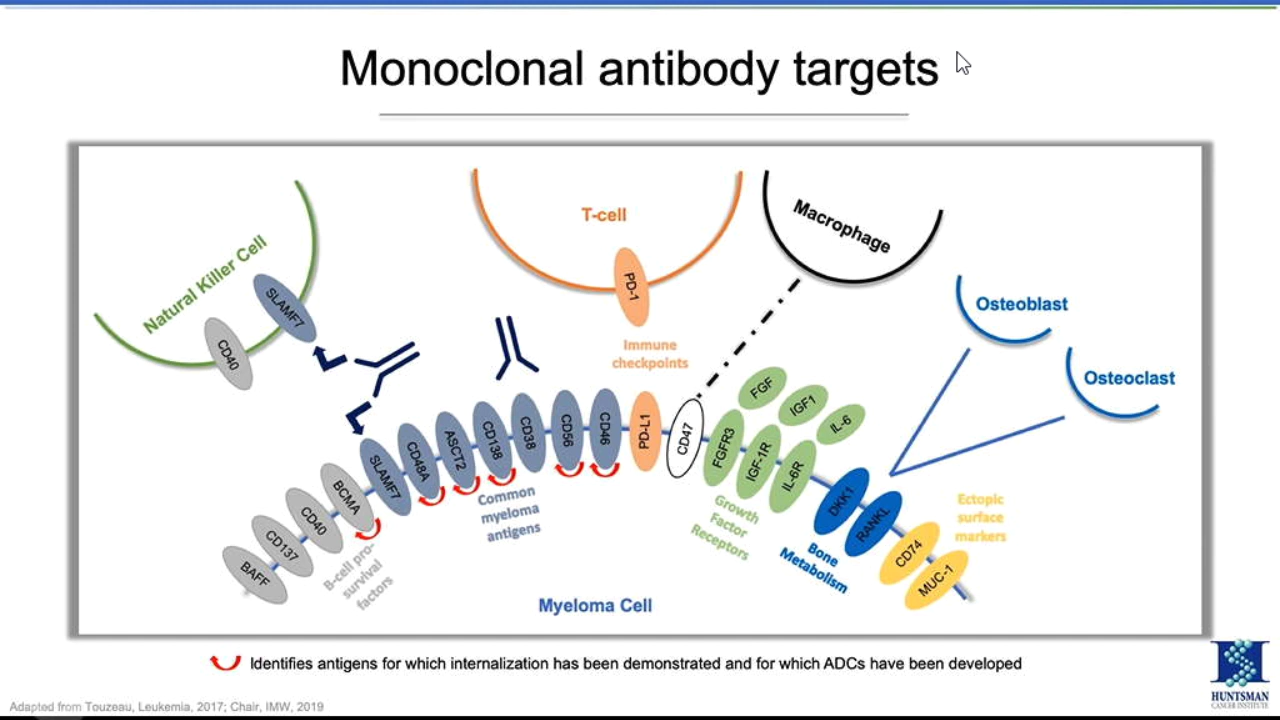 Monoclonal antibody targets
Natural Killer Cell
SLAMF7
CD40
T-cell
PD-1
Immune
checkpoints
Macrophage
Osteoblast
Osteoclast
BAFF
CD137
CD40
BCMA
B-cell pro-
survival
factors
SLAMF7
CD48A
ASCT2
CD138
CD38
CD56
CD46
Common
myeloma
antigens
PD-L1
CD47
FGF
IGF1
IL-6
FGFR3
IGF-1R
IL-6R
Growth
Factor
Receptors
DKK1
RANKL
Bone
Metabolism
CD74
MUC-1
Ectopic
surface
markers
Myeloma Cell
Identifies antigens for which internalization has been demonstrated and for which ADCs have been developed
HUNTSMAN
CANCER INSTITUTE
Adapted from Touzeau, Leukemia, 2017; Chair, IMW, 2019